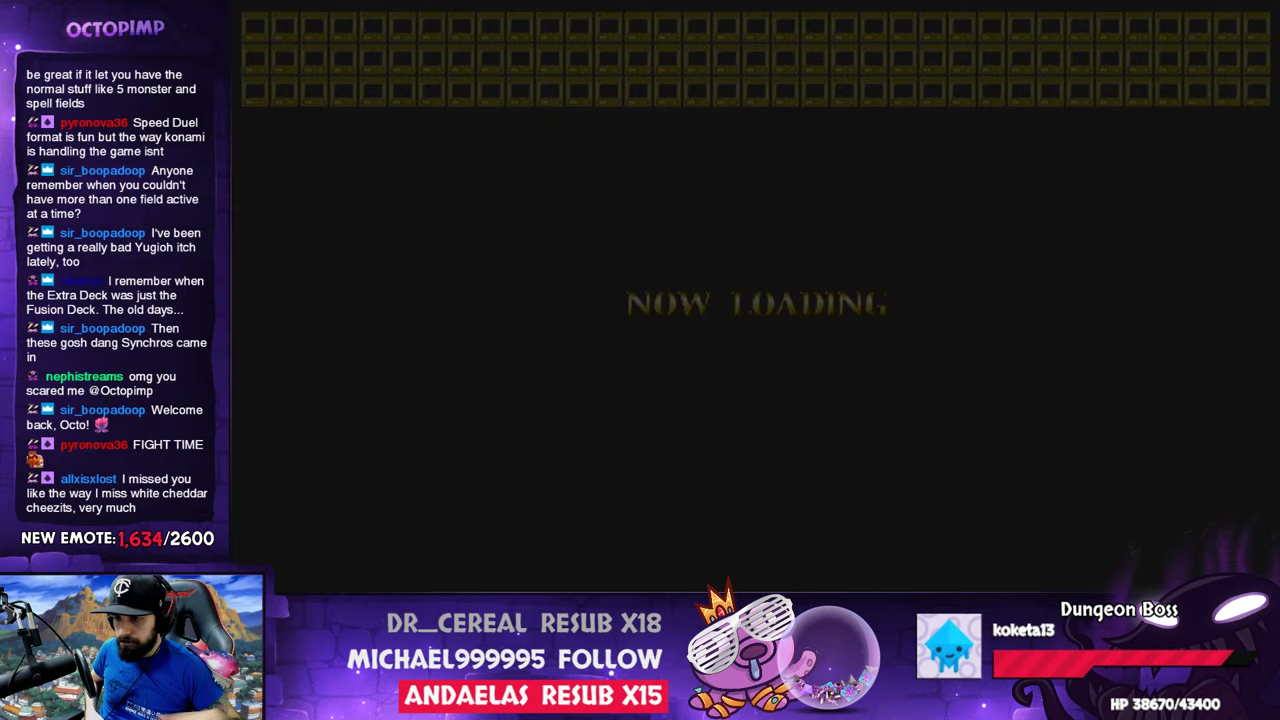 OCTOPIMP
be great if it let you have the
normal stuff like 5 monster and
spell fields
pyronova36 Speed Duel
format is fun but the way konami
is handling the game isnt
sir_boopadoop Anyone
remember when you couldn't
have more than one field active
at a time?
sir_boopadoop I've been
getting a really bad Yugioh itch
lately, too
I remember when
the Extra Deck was just the
Fusion Deck. The old days...
sir_boopadoop Then
these gosh dang Synchros came
in
nephistreams omg you
scared me @Octopimp
sir_boopadoop Welcome
back, Octo!
pyronova36 FIGHT TIME
allxisxlost I missed you
like the way I miss white cheddar
cheezits, very much
NEW EMOTE: 1,634/2600
NOW LOADING
DR_CEREAL RESUB X18
MICHAEL999995 FOLLOW
ANDAELAS RESUB X15
Dungeon Boss
koketa13
HP 38670/43400